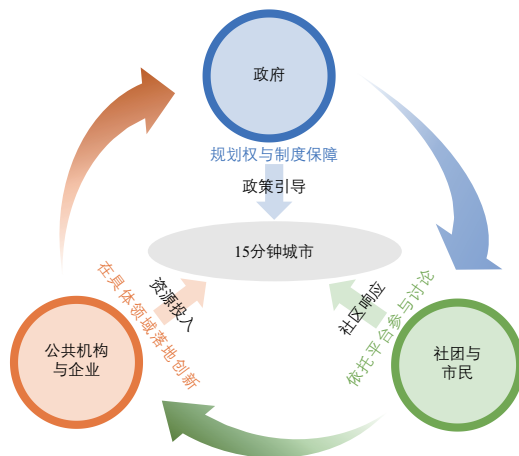 政府
规划权与制度保障
政策引导
15分钟城市
在具体领域落地创新
资源投入
社区响应
依托平台参与讨论
公共机构
与企业
社团与
市民